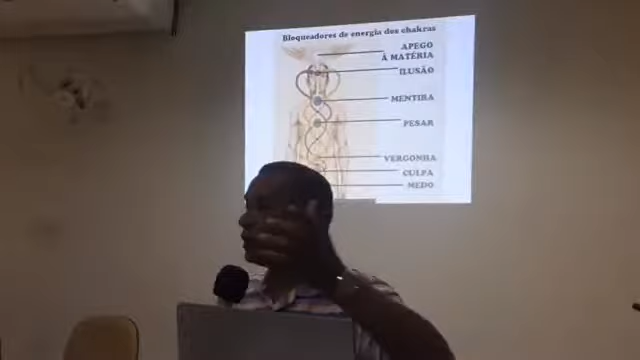 Bloqueadores de energia dos chakras
APEGO
À MATÉRIA
ILUSÃO
MENTIRA
PESAR
VERGONHA
CULPA
MEDO